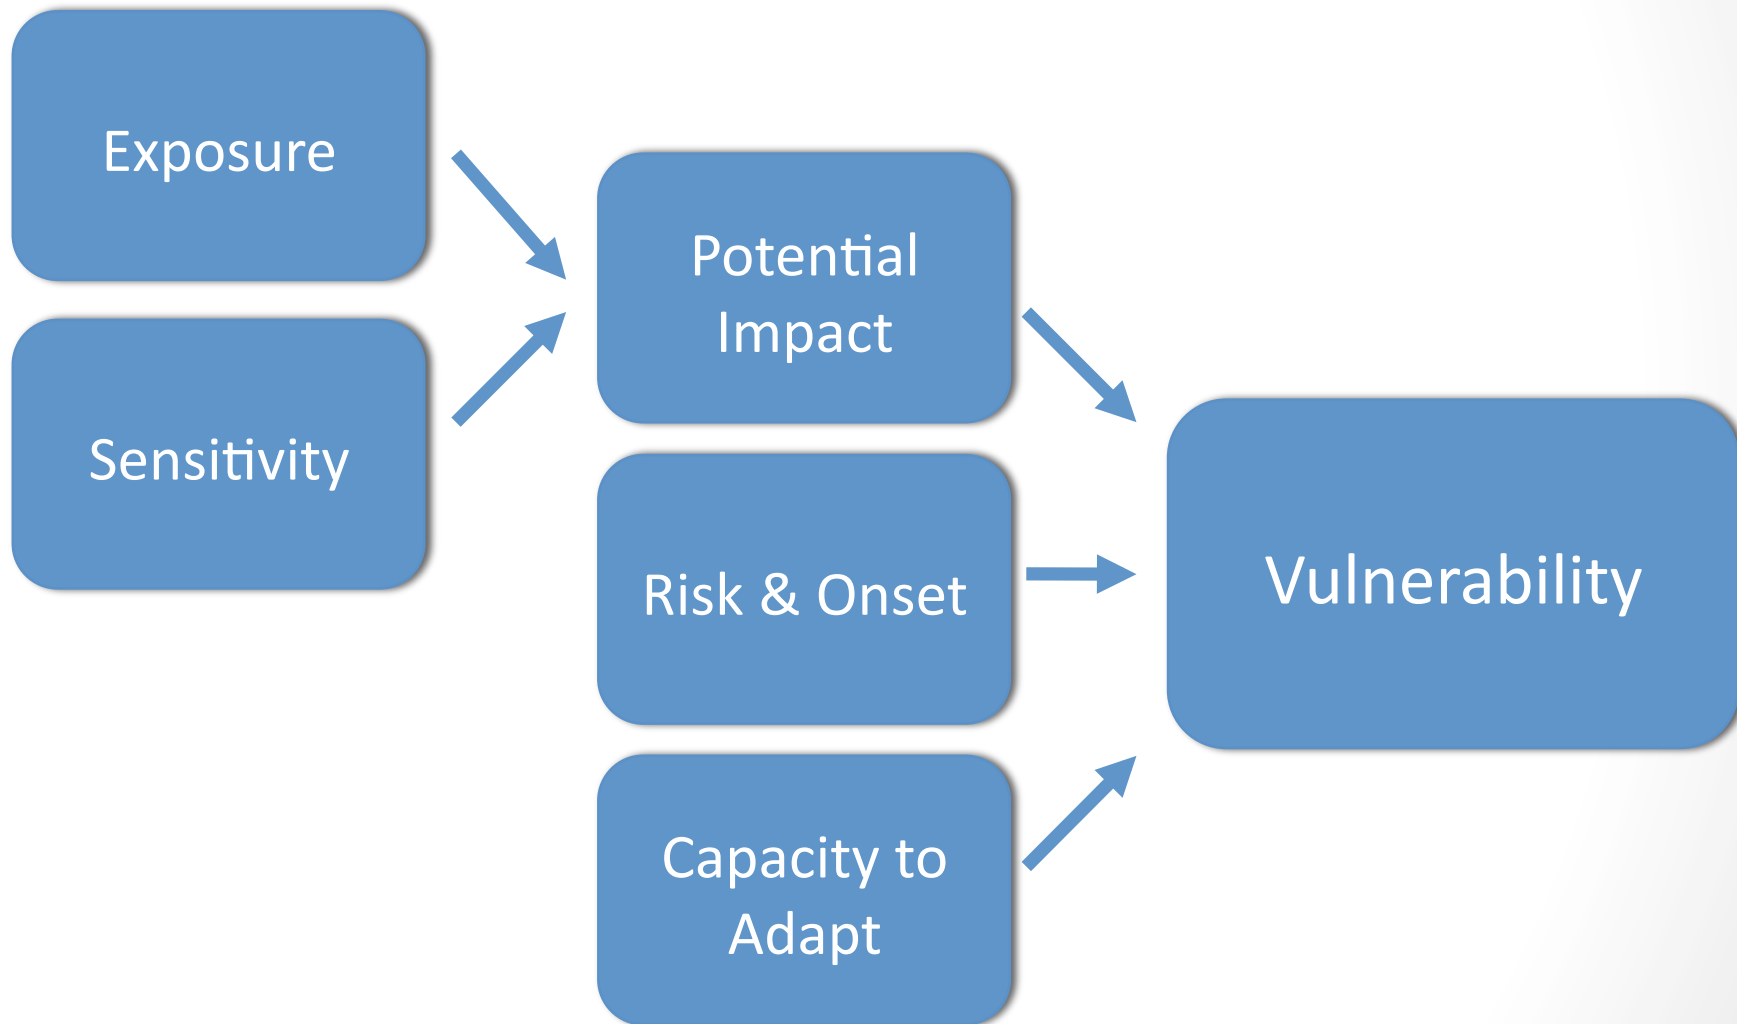 Exposure
Sensitivity
Potential
Impact
Risk & Onset
Capacity to
Adapt
Vulnerability